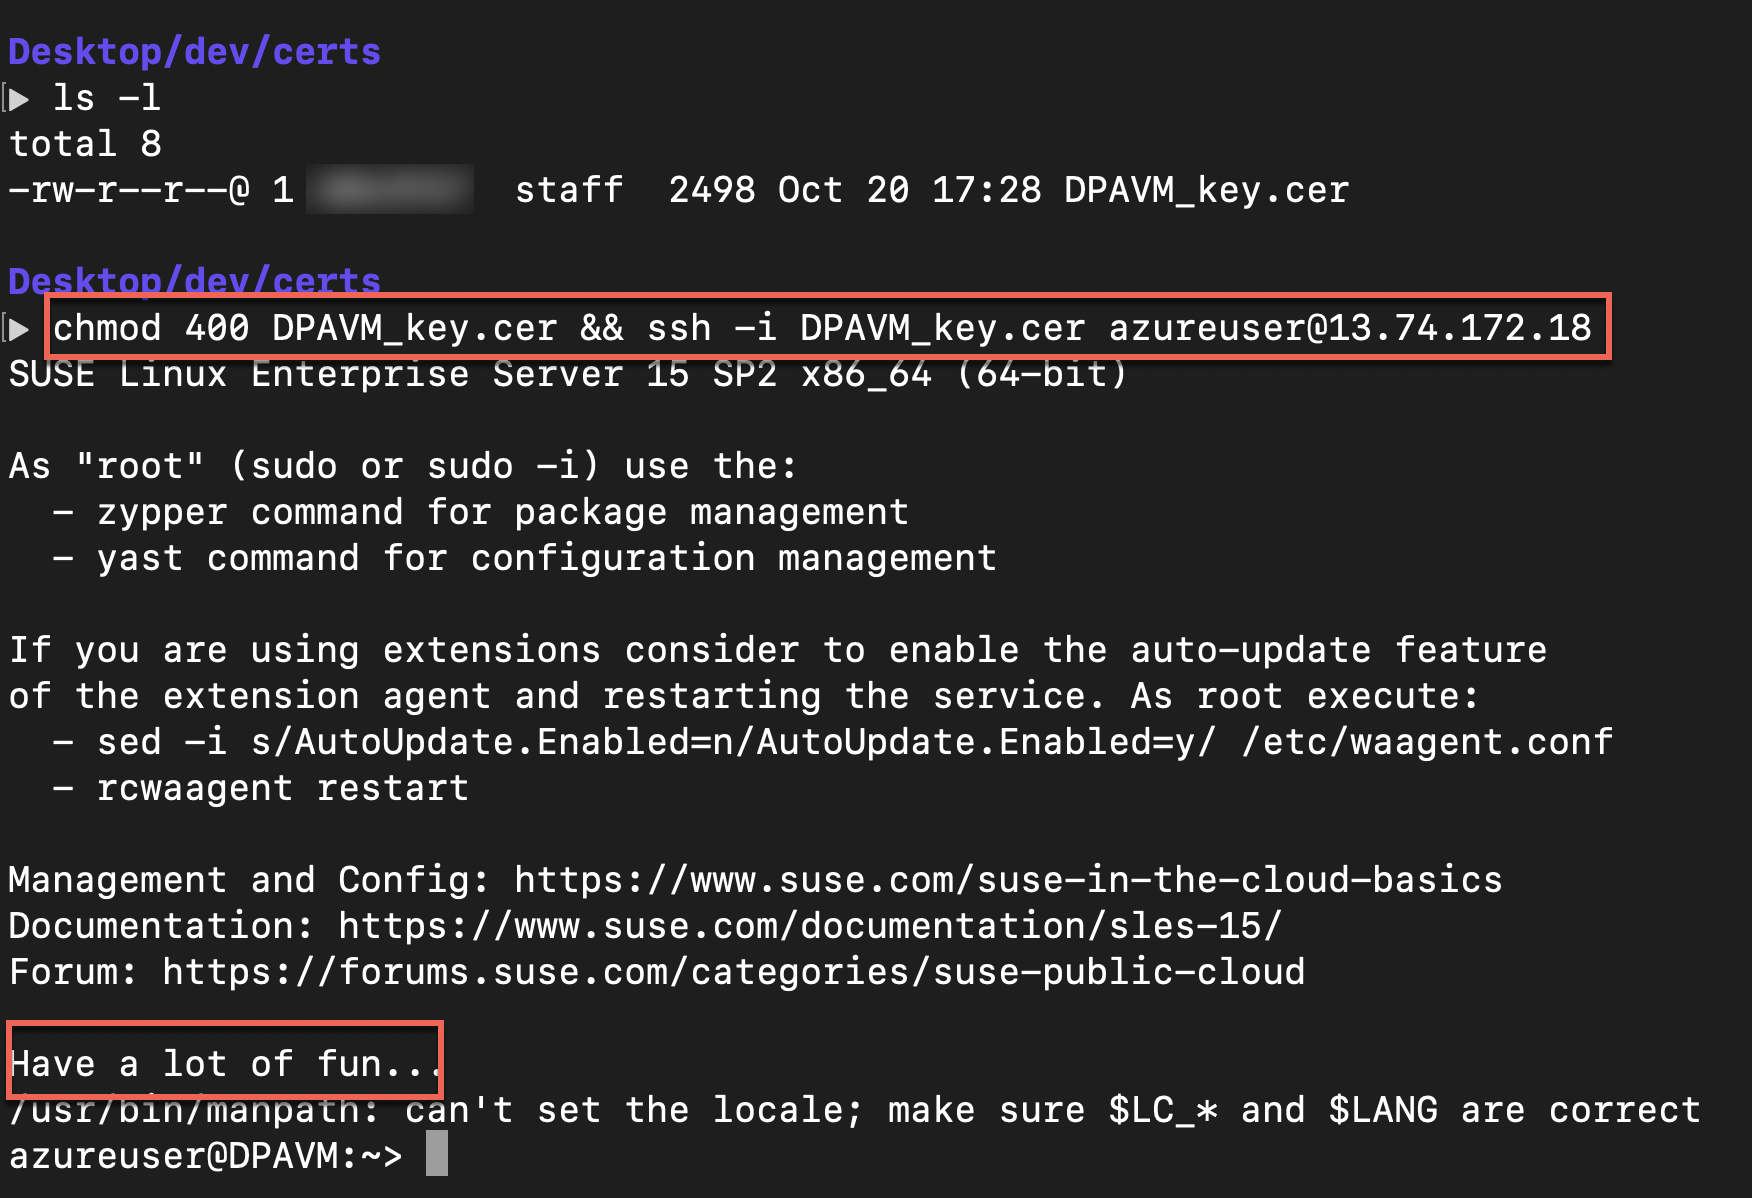 Desktop/dev/certs
▶ ls -l
total 8
-rw-r--r--@ 1 staff 2498 Oct 20 17:28 DPAVM_key.cer
Desktop/dev/certs
▶ chmod 400 DPAVM_key.cer && ssh -i DPAVM_key.cer azureuser@13.74.172.18
SUSE Linux Enterprise Server 15 SP2 x86_64 (64-bit)
As "root" (sudo or sudo -i) use the:
- zypper command for package management
- yast command for configuration management
If you are using extensions consider to enable the auto-update feature
of the extension agent and restarting the service. As root execute:
- sed -i s/AutoUpdate.Enabled=n/AutoUpdate.Enabled=y/ /etc/waagent.conf
- rcwaagent restart
Management and Config: https://www.suse.com/suse-in-the-cloud-basics
Documentation: https://www.suse.com/documentation/sles-15/
Forum: https://forums.suse.com/categories/suse-public-cloud
Have a lot of fun...
/usr/bin/manpath: can't set the locale; make sure $LC_* and $LANG are correct
azureuser@DPAVM:~>